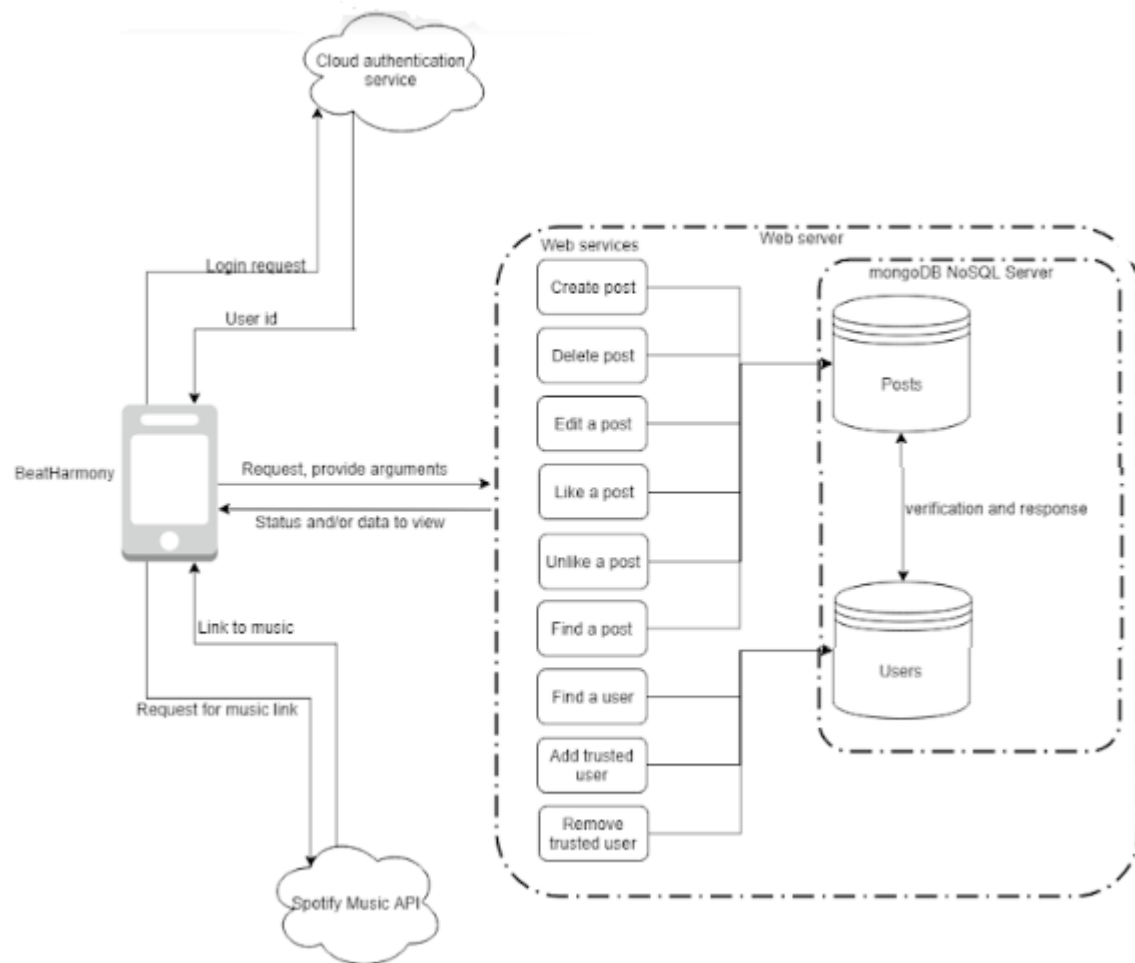 Cloud authentication
service
Login request
User id
BeatHarmony
Request, provide arguments
Status and/or data to view
Link to music
Request for music link
Spotify Music API
Web server
Web services
Create post
Delete post
Edit a post
Like a post
Unlike a post
Find a post
Find a user
Add trusted
user
Remove
trusted user
mongoDB NoSQL Server
Posts
verification and response
Users